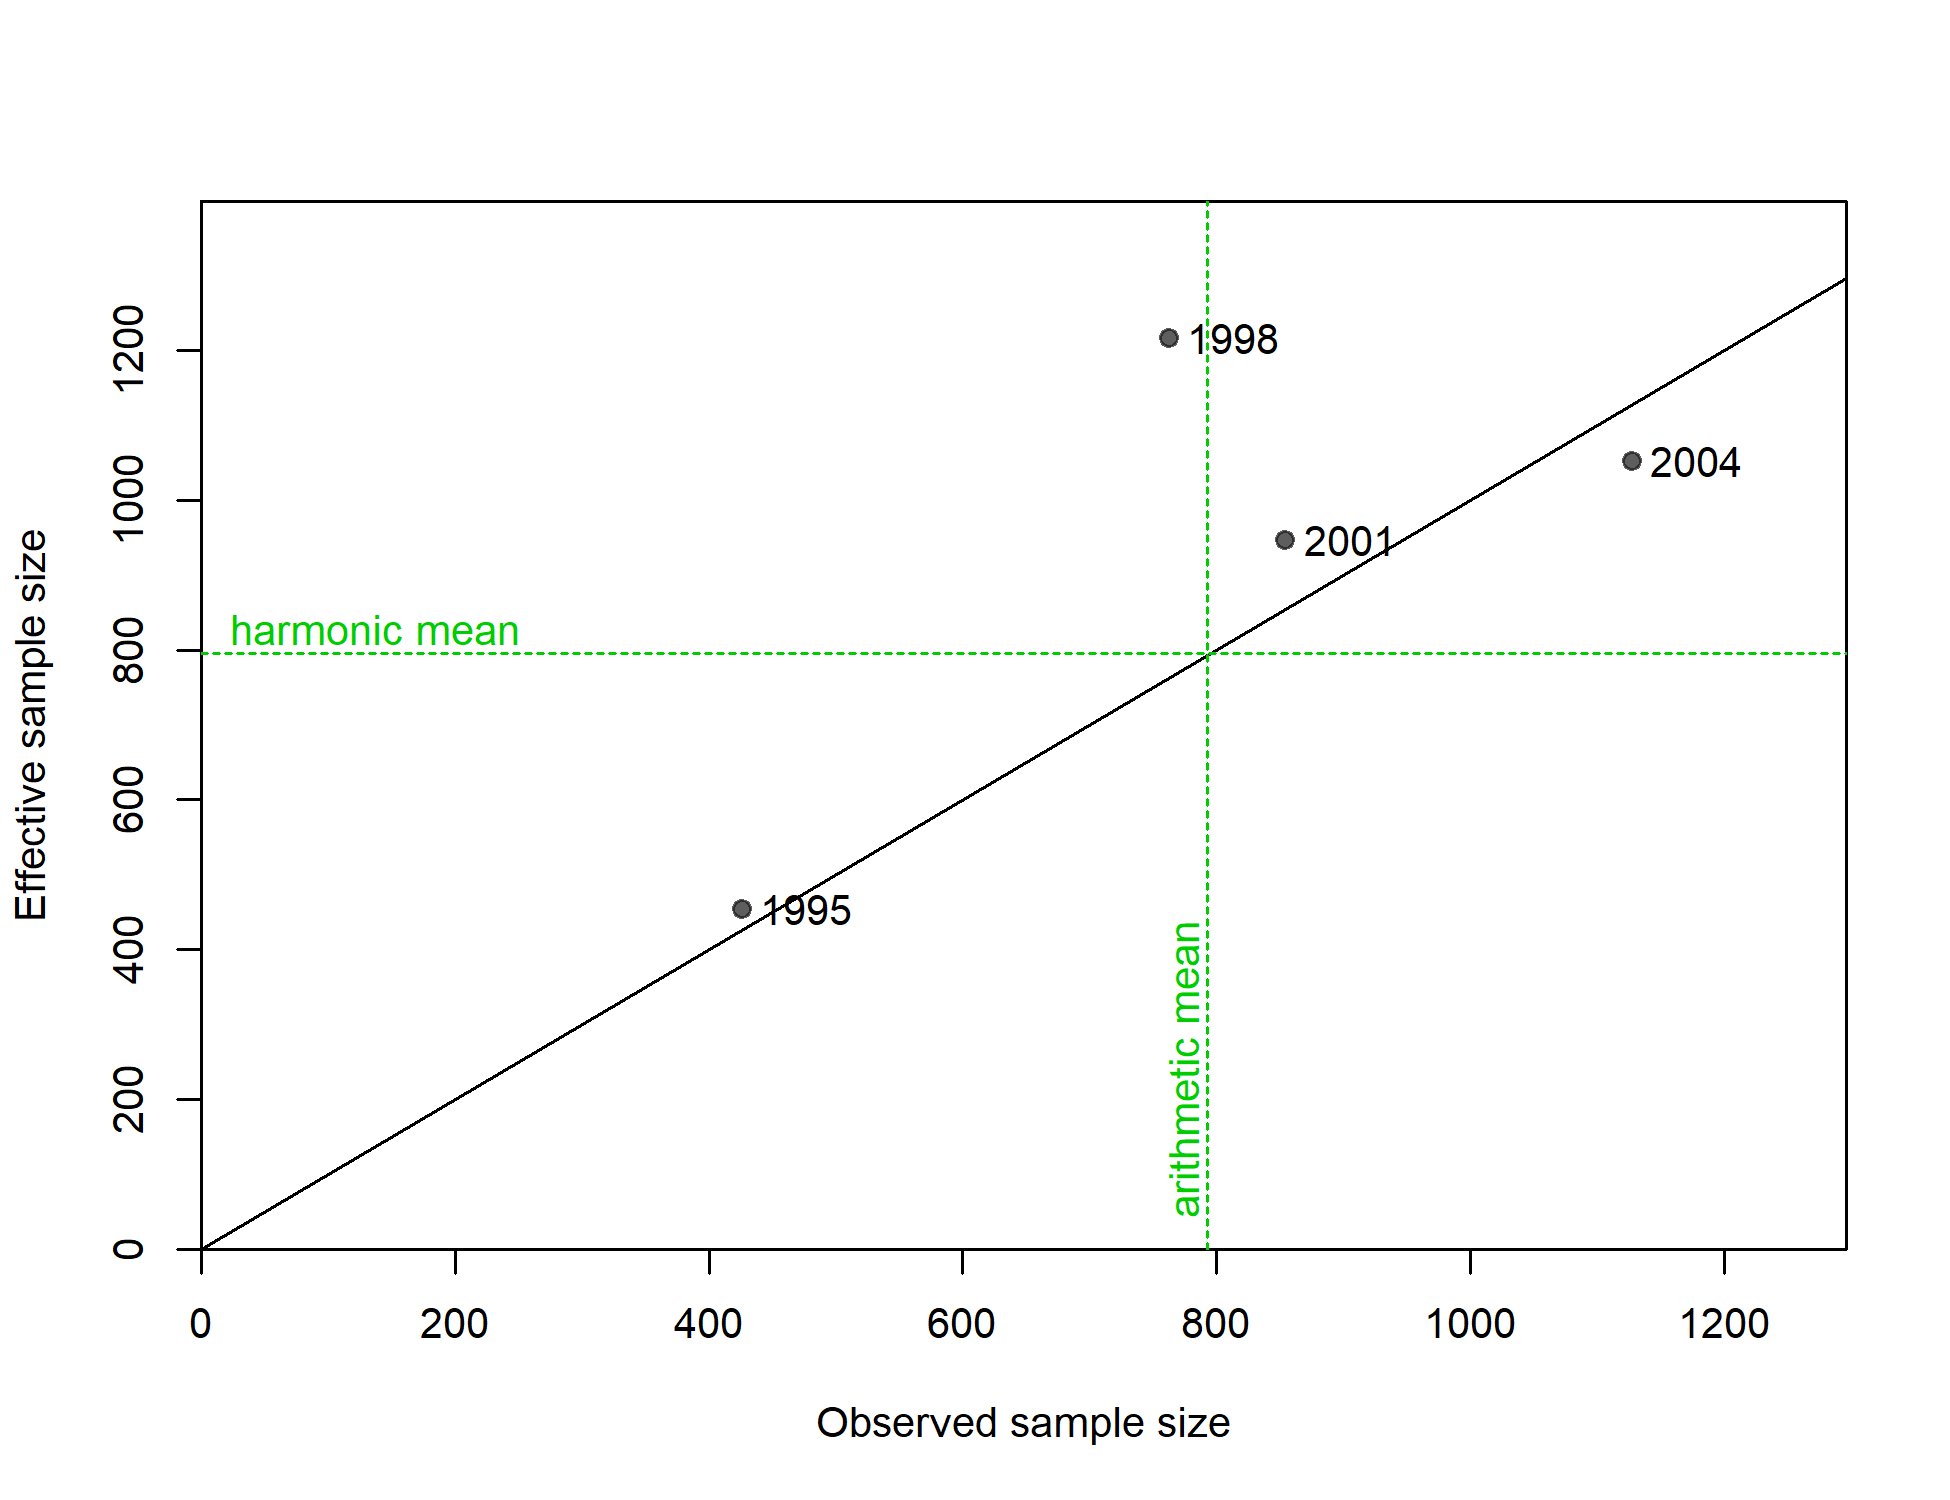 1998
2004
2001
harmonic mean
1995
arithmetic mean
Effective sample size
1200
1000
800
600
400
200
0
0 200 400 600 800 1000 1200
Observed sample size